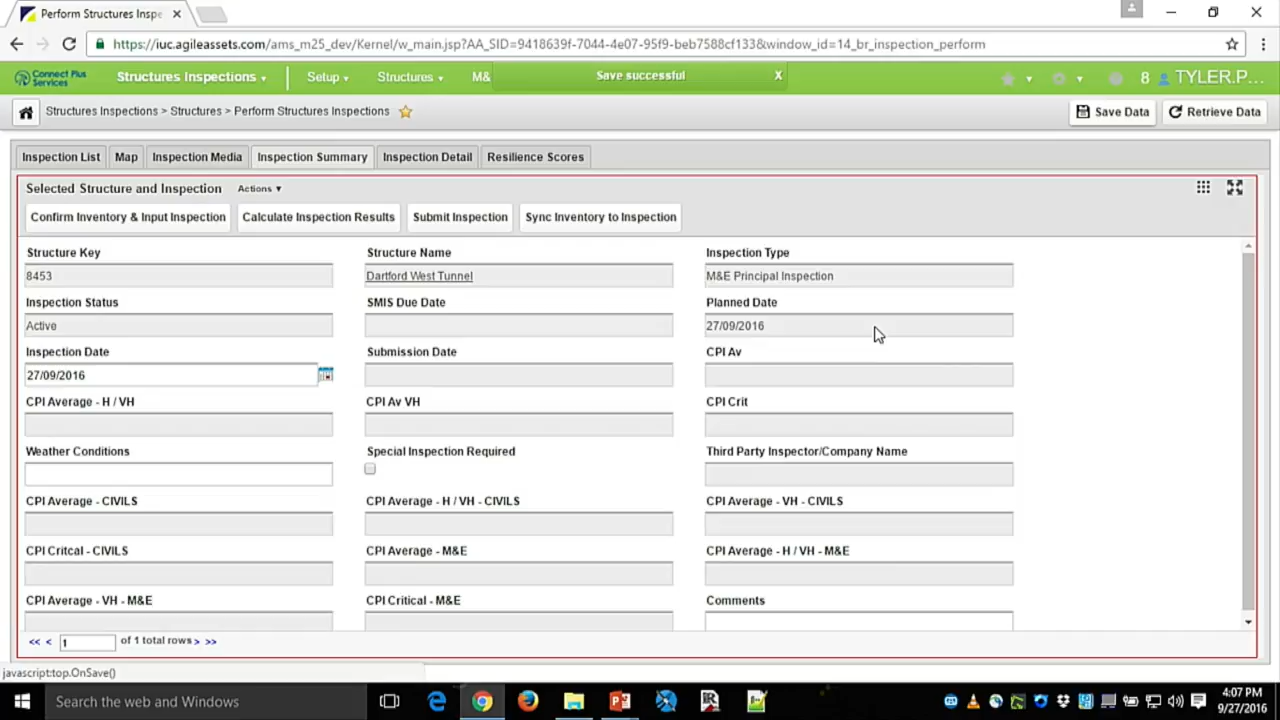 Perform Structures Inspe
https://iuc.agileassets.com/ams_m25_dev/Kernel/w_main.jsp?AA_SID=9418639f-7044-4e07-95f9-beb7588cf133&window_id=14_br_inspection_perform
Connect Plus Services Structures Inspections Setup Structures M& Save successful X 8 TYLER.P...
Structures Inspections > Structures > Perform Structures Inspections Save Data Retrieve Data
Inspection List Map Inspection Media Inspection Summary Inspection Detail Resilience Scores
Selected Structure and Inspection Actions
Confirm Inventory & Input Inspection Calculate Inspection Results Submit Inspection Sync Inventory to Inspection
Structure Key Structure Name Inspection Type
8453 Dartford West Tunnel M&E Principal Inspection
Inspection Status SMIS Due Date Planned Date
Active 27/09/2016
Inspection Date Submission Date CPI Av
27/09/2016
CPI Average - H / VH CPI Av VH CPI Crit
Weather Conditions Special Inspection Required Third Party Inspector/Company Name
CPI Average - CIVILS CPI Average - H / VH - CIVILS CPI Average - VH - CIVILS
CPI Critcal - CIVILS CPI Average - M&E CPI Average - H / VH - M&E
CPI Average - VH - M&E CPI Critical - M&E Comments
<< < 1 of 1 total rows > >>
javascript:top.OnSave()
Search the web and Windows 4:07 PM
9/27/2016